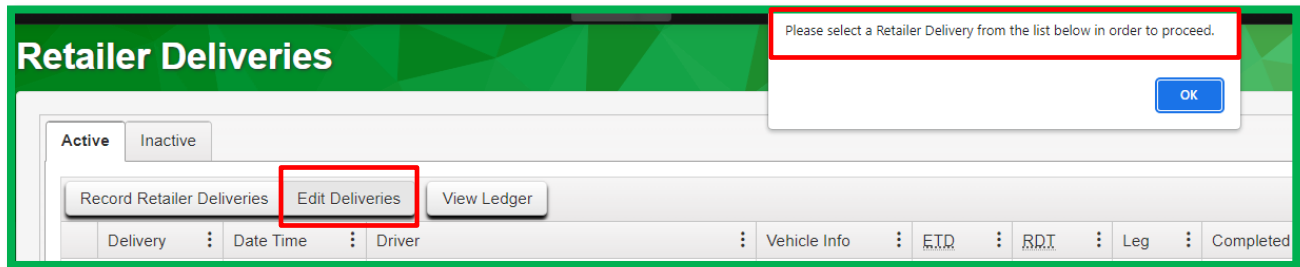 Please select a Retailer Delivery from the list below in order to proceed.
Retailer Deliveries
OK
Active Inactive
Record Retailer Deliveries Edit Deliveries View Ledger
Delivery Date Time Driver Vehicle Info ETD RDT Leg Completed